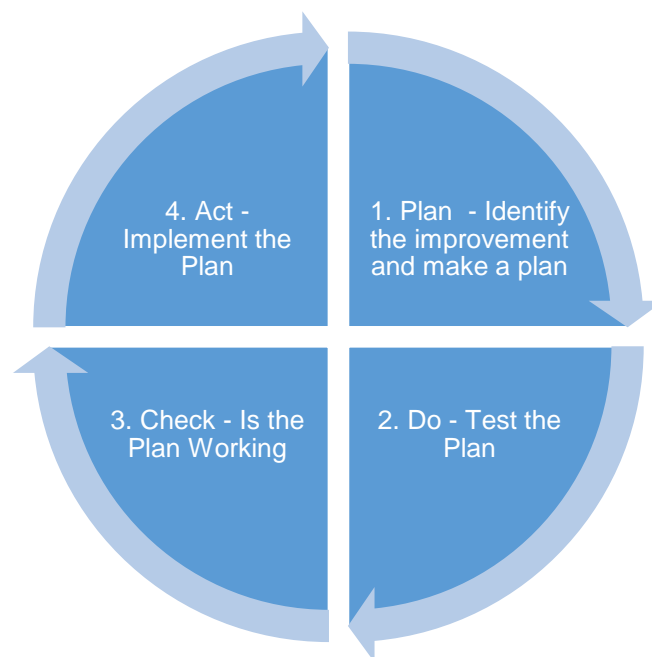 1. Plan  - Identify
the improvement
and make a plan
2. Do - Test the
Plan
3. Check - Is the
Plan Working
4. Act -
Implement the
Plan